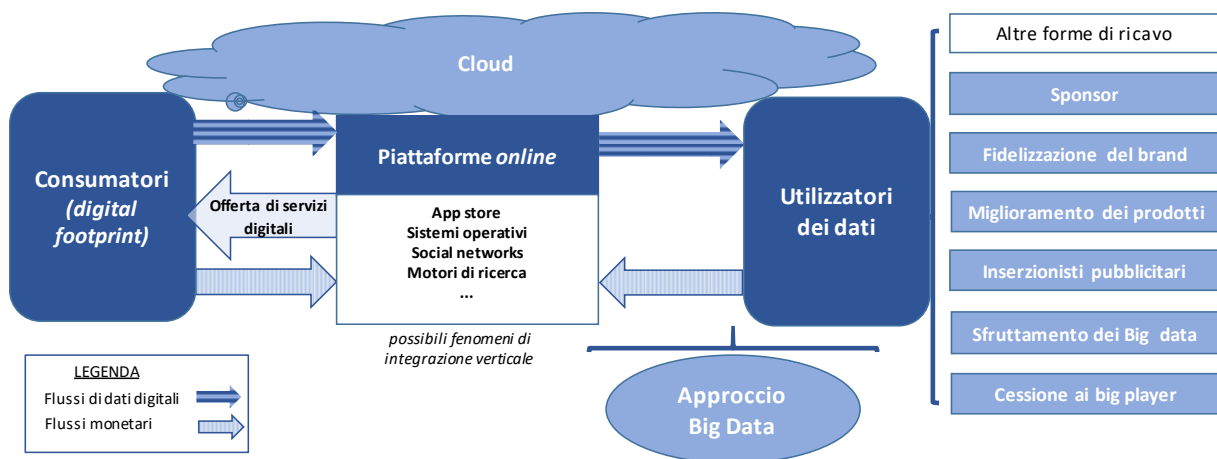 Cloud
Consumatori
(digital
footprint)
Offerta di servizi
digitali
Piattaforme online
App store
Sistemi operativi
Social networks
Motori di ricerca
...
possibili fenomeni di
integrazione verticale
Utilizzatori
dei dati
Approccio
Big Data
Altre forme di ricavo
Sponsor
Fidelizzazione del brand
Miglioramento dei prodotti
Inserzionisti pubblicitari
Sfruttamento dei Big data
Cessione ai big player
LEGENDA
Flussi di dati digitali
Flussi monetari